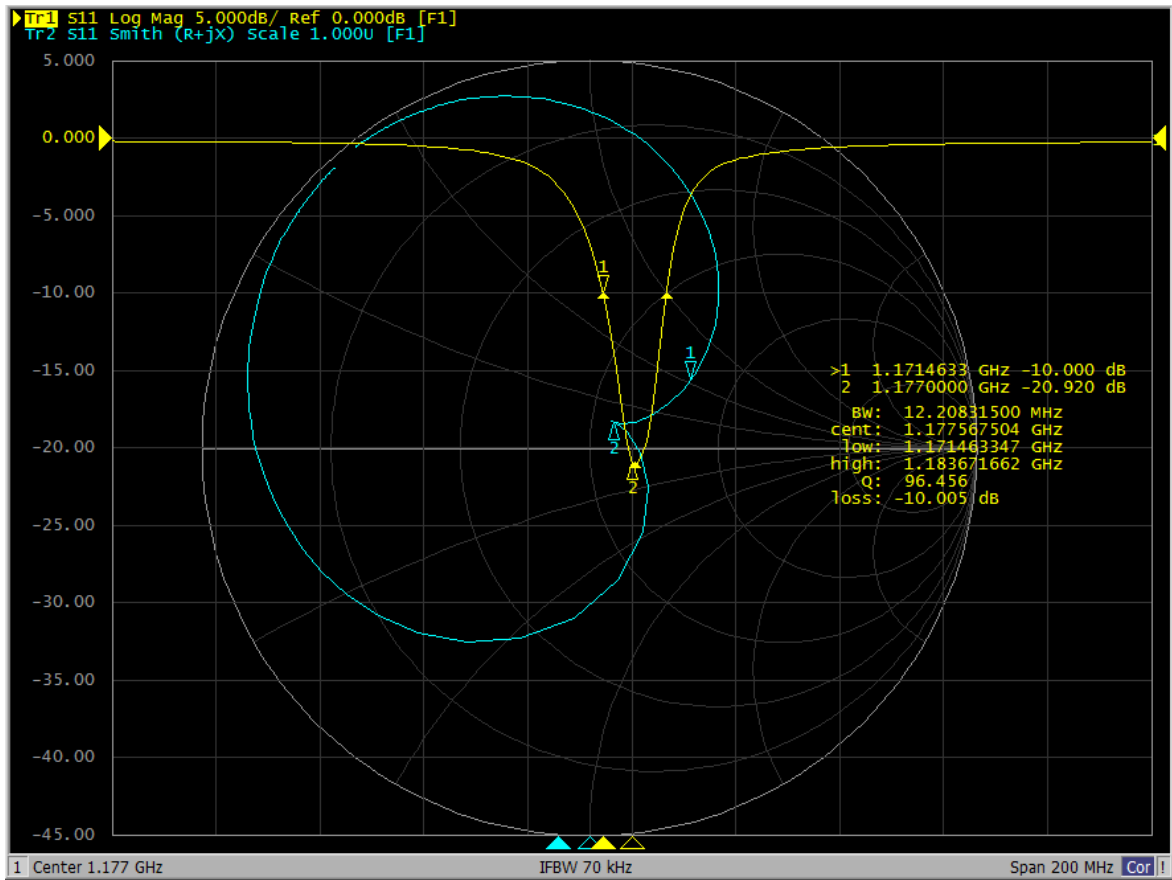 Tr1 S11 Log Mag 5.000dB/ Ref 0.000dB [F1]
Tr2 S11 Smith (R+jX) Scale 1.000U [F1]
5.000
0.000
-5.000
-10.00
-15.00
-20.00
-25.00
-30.00
-35.00
-40.00
-45.00
1
1
2
2
>1 1.1714633 GHz -10.000 dB
2 1.1770000 GHz -20.920 dB
BW: 12.20831500 MHz
cent: 1.177567504 GHz
low: 1.171463347 GHz
high: 1.183671662 GHz
Q: 96.456
loss: -10.005 dB
1 Center 1.177 GHz IFBW 70 kHz Span 200 MHz Cor !